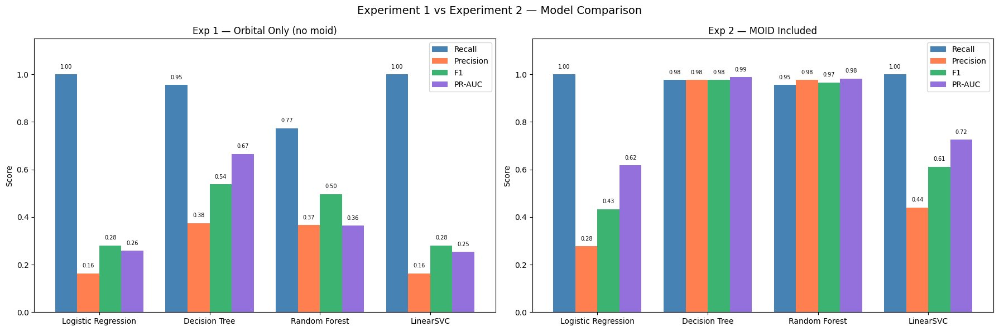 Experiment 1 vs Experiment 2 — Model Comparison
Exp 1 — Orbital Only (no moid)
Recall
Precision
F1
PR-AUC
Score
1.0
0.8
0.6
0.4
0.2
0.0
1.00
0.16
0.28
0.26
0.95
0.38
0.54
0.67
0.77
0.37
0.50
0.36
1.00
0.16
0.28
0.25
Logistic Regression
Decision Tree
Random Forest
LinearSVC
Exp 2 — MOID Included
Recall
Precision
F1
PR-AUC
Score
1.0
0.8
0.6
0.4
0.2
0.0
1.00
0.28
0.43
0.62
0.98
0.98
0.98
0.99
0.95
0.98
0.97
0.98
1.00
0.44
0.61
0.72
Logistic Regression
Decision Tree
Random Forest
LinearSVC